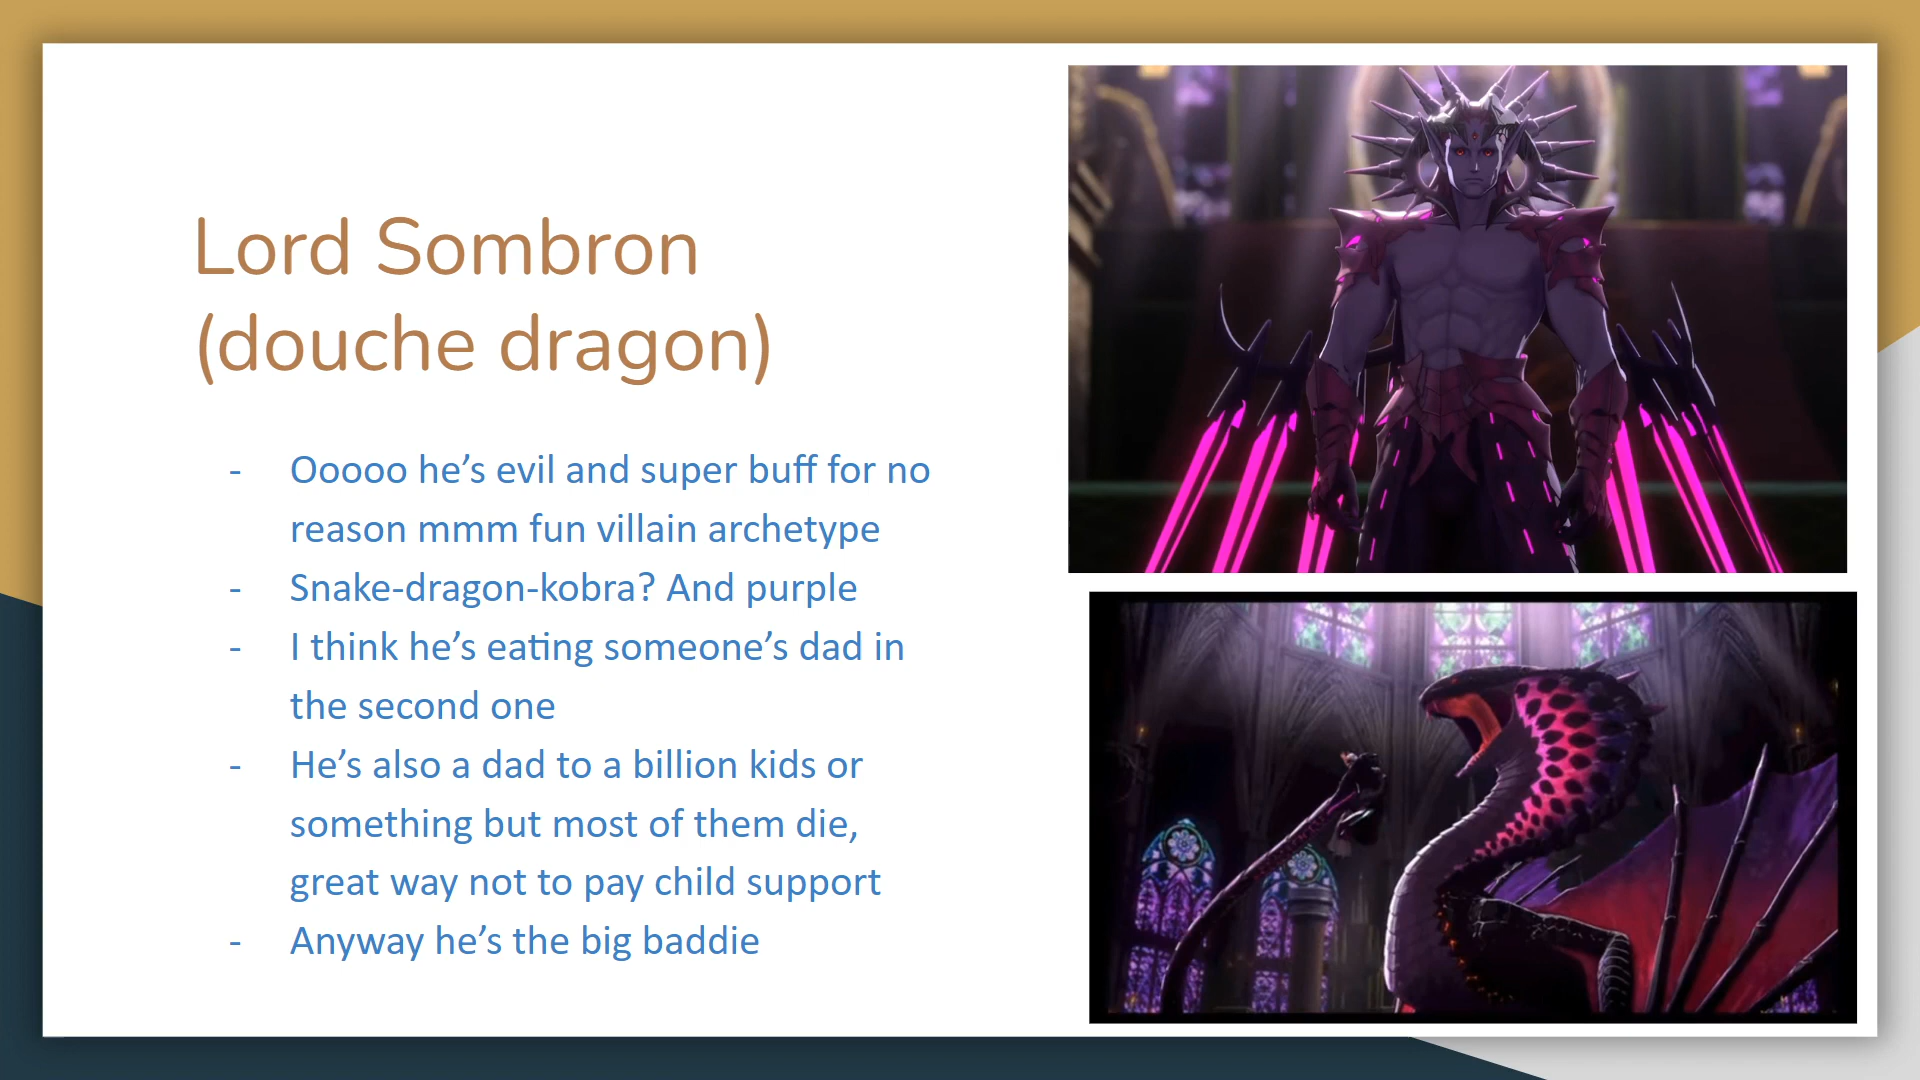 Lord Sombron
(douche dragon)
- Ooooo he’s evil and super buff for no
reason mmm fun villain archetype
- Snake-dragon-kobra? And purple
- I think he’s eating someone’s dad in
the second one
- He’s also a dad to a billion kids or
something but most of them die,
great way not to pay child support
- Anyway he’s the big baddie